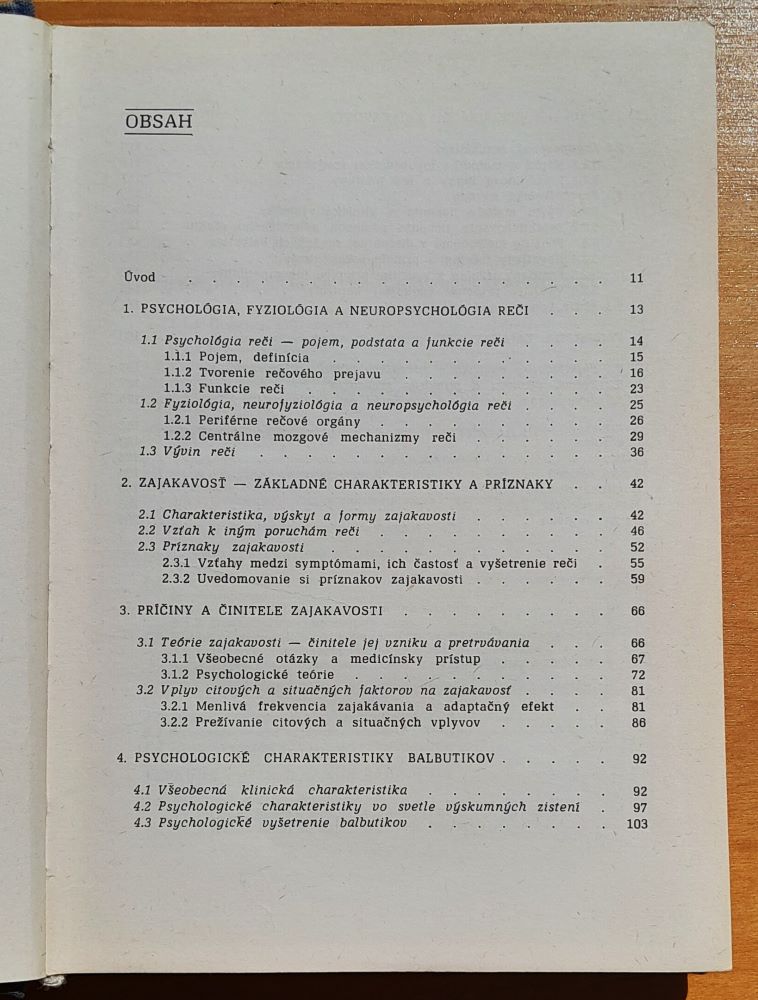 OBSAH
Úvod . . . . . . . . . . . . . . . . . . . 11
1. PSYCHOLÓGIA, FYZIOLÓGIA A NEUROPSYCHOLÓGIA REČI . . . 13
1.1 Psychológia reči — pojem, podstata a funkcie reči . . . . 14
1.1.1 Pojem, definícia . . . . . . . . . . . . 15
1.1.2 Tvorenie rečového prejavu . . . . . . . . . 16
1.1.3 Funkcie reči . . . . . . . . . . . . . 23
1.2 Fyziológia, neurofyziológia a neuropsychológia reči . . . . 25
1.2.1 Periférne rečové orgány . . . . . . . . . . 26
1.2.2 Centrálne mozgové mechanizmy reči . . . . . . 29
1.3 Vývin reči . . . . . . . . . . . . . . . 36
2. ZAJAKAVOSŤ — ZÁKLADNÉ CHARAKTERISTIKY A PRÍZNAKY . . 42
2.1 Charakteristika, výskyt a formy zajakavosti . . . . . . 42
2.2 Vzťah k iným poruchám reči . . . . . . . . . . 46
2.3 Príznaky zajakavosti . . . . . . . . . . . . 52
2.3.1 Vzťahy medzi symptómami, ich častosť a vyšetrenie reči . 55
2.3.2 Uvedomovanie si príznakov zajakavosti . . . . . . 59
3. PRÍČINY A ČINITELE ZAJAKAVOSTI . . . . . . . . . 66
3.1 Teórie zajakavosti — činitele jej vzniku a pretrvávania . . . 66
3.1.1 Všeobecné otázky a medicínsky prístup . . . . . 67
3.1.2 Psychologické teórie . . . . . . . . . . . 72
3.2 Vplyv citových a situačných faktorov na zajakavosť . . . . 81
3.2.1 Menlivá frekvencia zajakávania a adaptačný efekt . . 81
3.2.2 Prežívanie citových a situačných vplyvov . . . . . 86
4. PSYCHOLOGICKÉ CHARAKTERISTIKY BALBUTIKOV . . . . . 92
4.1 Všeobecná klinická charakteristika . . . . . . . . 92
4.2 Psychologické charakteristiky vo svetle výskumných zistení . 97
4.3 Psychologické vyšetrenie balbutikov . . . . . . . . 103